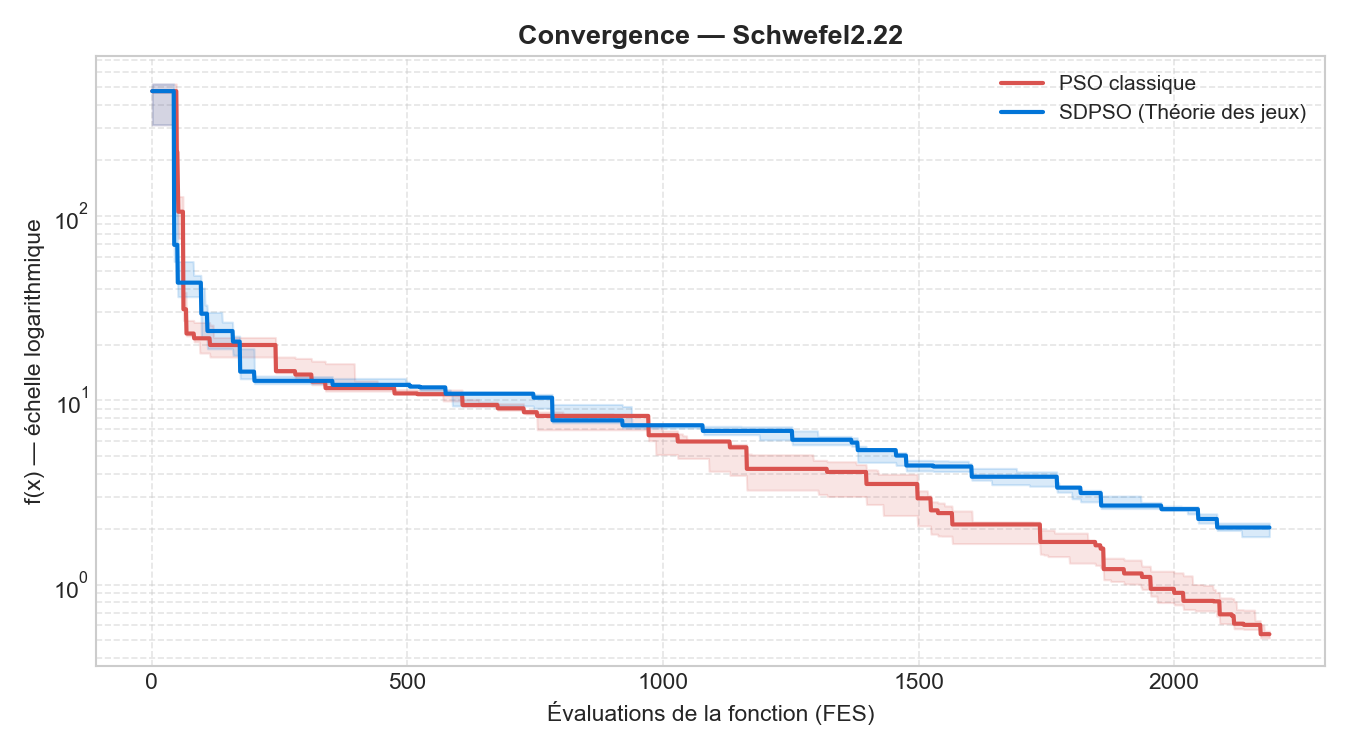 Convergence — Schwefel2.22
PSO classique
SDPSO (Théorie des jeux)
f(x) — échelle logarithmique
10²
10¹
10⁰
0 500 1000 1500 2000
Évaluations de la fonction (FES)